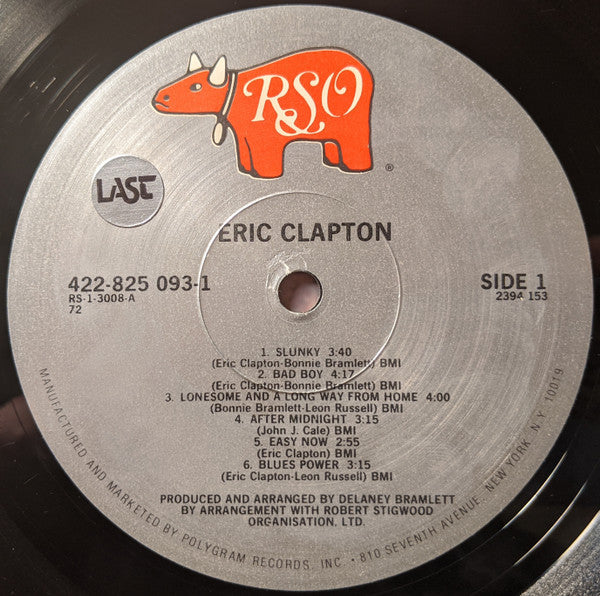 RSO
®
LAST
ERIC CLAPTON
422-825 093-1
RS-1-3008-A
72
SIDE 1
2394 153
1. SLUNKY 3:40
(Eric Clapton-Bonnie Bramlett) BMI
2. BAD BOY 4:17
(Eric Clapton-Bonnie Bramlett) BMI
3. LONESOME AND A LONG WAY FROM HOME 4:00
(Bonnie Bramlett-Leon Russell) BMI
4. AFTER MIDNIGHT 3:15
(John J. Cale) BMI
5. EASY NOW 2:55
(Eric Clapton) BMI
6. BLUES POWER 3:15
(Eric Clapton-Leon Russell) BMI
PRODUCED AND ARRANGED BY DELANEY BRAMLETT
BY ARRANGEMENT WITH ROBERT STIGWOOD
ORGANISATION, LTD.
MANUFACTURED AND MARKETED BY POLYGRAM RECORDS, INC • 810 SEVENTH AVENUE, NEW YORK, N.Y. 10019